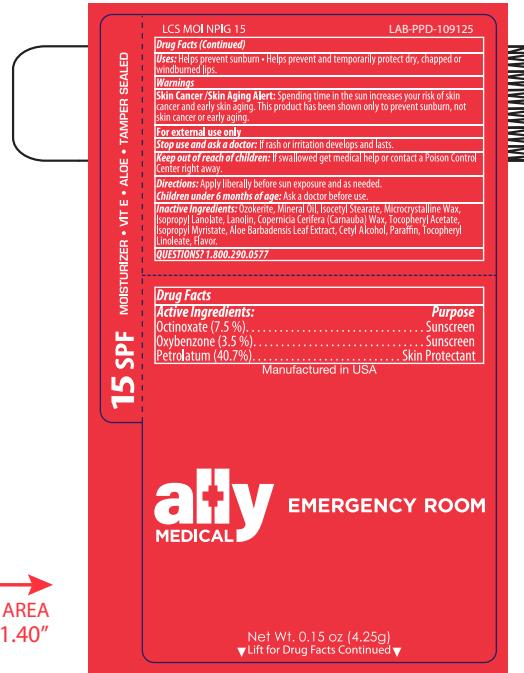 LCS MOI NPIG 15 LAB-PPD-109125
Drug Facts (Continued)
Uses: Helps prevent sunburn • Helps prevent and temporarily protect dry, chapped or
windburned lips.
Warnings
Skin Cancer /Skin Aging Alert: Spending time in the sun increases your risk of skin
cancer and early skin aging. This product has been shown only to prevent sunburn, not
skin cancer or early aging.
For external use only
Stop use and ask a doctor: If rash or irritation develops and lasts.
Keep out of reach of children: If swallowed get medical help or contact a Poison Control
Center right away.
Directions: Apply liberally before sun exposure and as needed.
Children under 6 months of age: Ask a doctor before use.
Inactive Ingredients: Ozokerite, Mineral Oil, Isocetyl Stearate, Microcrystalline Wax,
Isopropyl Lanolate, Lanolin, Copernicia Cerifera (Carnauba) Wax, Tocopheryl Acetate,
Isopropyl Myristate, Aloe Barbadensis Leaf Extract, Cetyl Alcohol, Paraffin, Tocopheryl
Linoleate, Flavor.
QUESTIONS? 1.800.290.0577
15 SPF MOISTURIZER • VIT E • ALOE • TAMPER SEALED
Drug Facts
Active Ingredients: Purpose
Octinoxate (7.5 %)............................Sunscreen
Oxybenzone (3.5 %)...........................Sunscreen
Petrolatum (40.7%)........................Skin Protectant
Manufactured in USA
ally
MEDICAL
EMERGENCY ROOM
AREA
1.40"
Net Wt. 0.15 oz (4.25g)
▼Lift for Drug Facts Continued▼